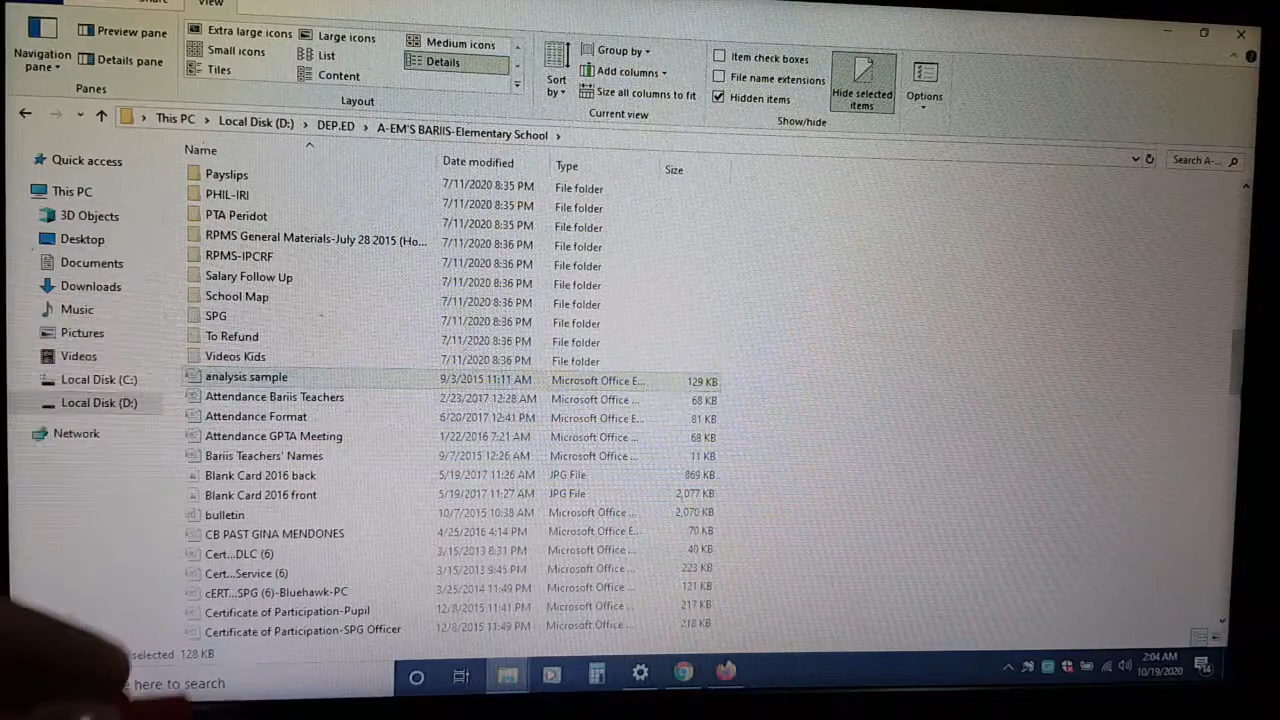 Share
View
Navigation pane
Preview pane
Details pane
Panes
Extra large icons
Large icons
Medium icons
Small icons
List
Details
Tiles
Content
Layout
Sort by
Group by
Add columns
Size all columns to fit
Current view
Item check boxes
File name extensions
Hidden items
Hide selected items
Show/hide
Options
This PC > Local Disk (D:) > DEP.ED > A-EM'S BARIIS-Elementary School >
Search A-...
Quick access
This PC
3D Objects
Desktop
Documents
Downloads
Music
Pictures
Videos
Local Disk (C:)
Local Disk (D:)
Network
Name Date modified Type Size
Payslips 7/11/2020 8:35 PM File folder
PHIL-IRI 7/11/2020 8:35 PM File folder
PTA Peridot 7/11/2020 8:35 PM File folder
RPMS General Materials-July 28 2015 (Ho... 7/11/2020 8:36 PM File folder
RPMS-IPCRF 7/11/2020 8:36 PM File folder
Salary Follow Up 7/11/2020 8:36 PM File folder
School Map 7/11/2020 8:36 PM File folder
SPG 7/11/2020 8:36 PM File folder
To Refund 7/11/2020 8:36 PM File folder
Videos Kids 7/11/2020 8:36 PM File folder
analysis sample 9/3/2015 11:11 AM Microsoft Office E... 129 KB
Attendance Bariis Teachers 2/23/2017 12:28 AM Microsoft Office ... 68 KB
Attendance Format 6/20/2017 12:41 PM Microsoft Office E... 81 KB
Attendance GPTA Meeting 1/22/2016 7:21 AM Microsoft Office ... 68 KB
Bariis Teachers' Names 9/7/2015 12:26 AM Microsoft Office ... 11 KB
Blank Card 2016 back 5/19/2017 11:26 AM JPG File 869 KB
Blank Card 2016 front 5/19/2017 11:27 AM JPG File 2,077 KB
bulletin 10/7/2015 10:38 AM Microsoft Office ... 2,070 KB
CB PAST GINA MENDONES 4/25/2016 4:14 PM Microsoft Office E... 70 KB
Cert...DLC (6) 3/15/2013 8:31 PM Microsoft Office ... 40 KB
Cert...Service (6) 3/15/2013 9:45 PM Microsoft Office ... 223 KB
cERT...SPG (6)-Bluehawk-PC 3/25/2014 11:49 PM Microsoft Office ... 121 KB
Certificate of Participation-Pupil 12/8/2015 11:41 PM Microsoft Office ... 217 KB
Certificate of Participation-SPG Officer 12/8/2015 11:49 PM Microsoft Office ... 218 KB
selected 128 KB
here to search
2:04 AM
10/19/2020
14